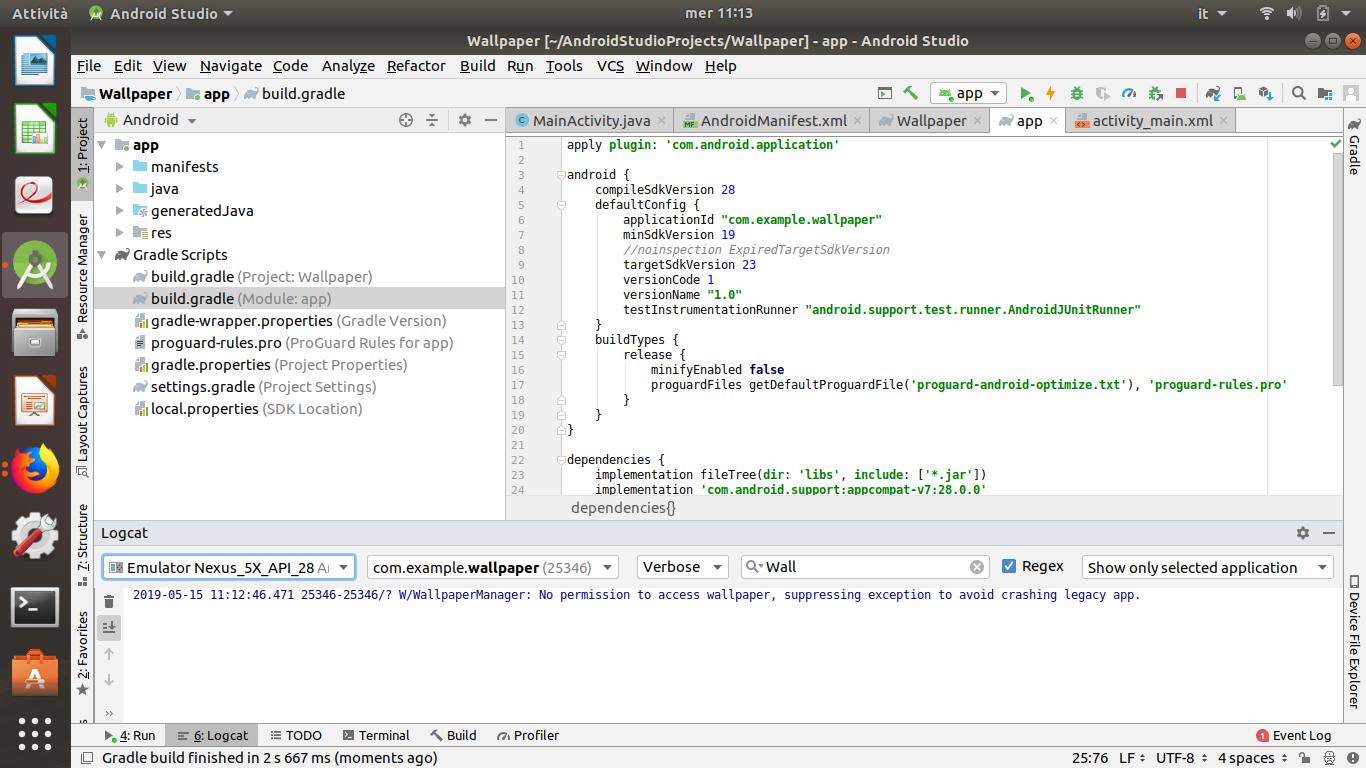 Attività Android Studio mer 11:13 it
Wallpaper [~/AndroidStudioProjects/Wallpaper] - app - Android Studio
File Edit View Navigate Code Analyze Refactor Build Run Tools VCS Window Help
Wallpaper app build.gradle app
1: Project
Resource Manager
Layout Captures
7: Structure
2: Favorites
Android
app
manifests
java
generatedJava
res
Gradle Scripts
build.gradle (Project: Wallpaper)
build.gradle (Module: app)
gradle-wrapper.properties (Gradle Version)
proguard-rules.pro (ProGuard Rules for app)
gradle.properties (Project Properties)
settings.gradle (Project Settings)
local.properties (SDK Location)
MainActivity.java AndroidManifest.xml Wallpaper app activity_main.xml
1 apply plugin: 'com.android.application'
2
3 android {
4 compileSdkVersion 28
5 defaultConfig {
6 applicationId "com.example.wallpaper"
7 minSdkVersion 19
8 //noinspection ExpiredTargetSdkVersion
9 targetSdkVersion 23
10 versionCode 1
11 versionName "1.0"
12 testInstrumentationRunner "android.support.test.runner.AndroidJUnitRunner"
13 }
14 buildTypes {
15 release {
16 minifyEnabled false
17 proguardFiles getDefaultProguardFile('proguard-android-optimize.txt'), 'proguard-rules.pro'
18 }
19 }
20 }
21
22 dependencies {
23 implementation fileTree(dir: 'libs', include: ['*.jar'])
24 implementation 'com.android.support:appcompat-v7:28.0.0'
dependencies{}
Gradle
Device File Explorer
Logcat
Emulator Nexus_5X_API_28 com.example.wallpaper (25346) Verbose Wall Regex Show only selected application
2019-05-15 11:12:46.471 25346-25346/? W/WallpaperManager: No permission to access wallpaper, suppressing exception to avoid crashing legacy app.
4: Run 6: Logcat TODO Terminal Build Profiler 1 Event Log
Gradle build finished in 2 s 667 ms (moments ago) 25:76 LF UTF-8 4 spaces